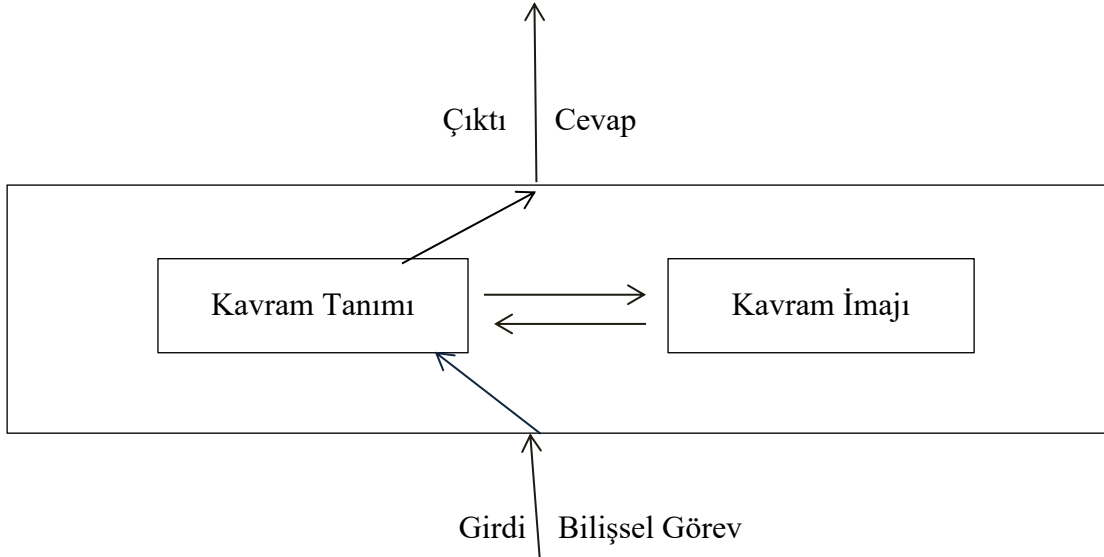 Çıktı Cevap
Kavram Tanımı Kavram İmajı
Girdi Bilişsel Görev